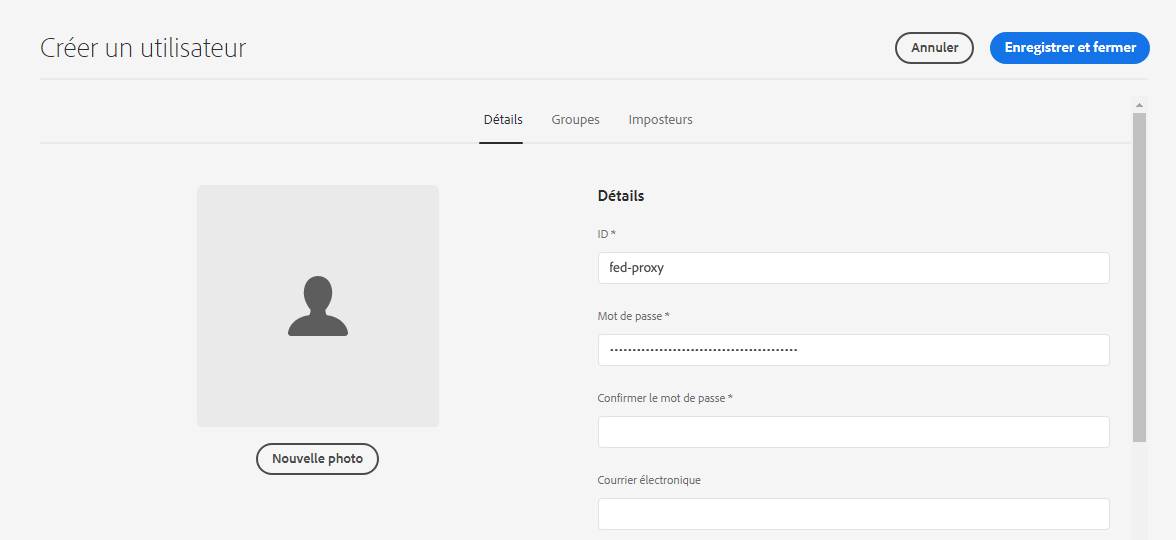 Créer un utilisateur
Annuler
Enregistrer et fermer
Détails
Groupes
Imposteurs
Détails
ID *
fed-proxy
Mot de passe *
Confirmer le mot de passe *
Courrier électronique
Nouvelle photo